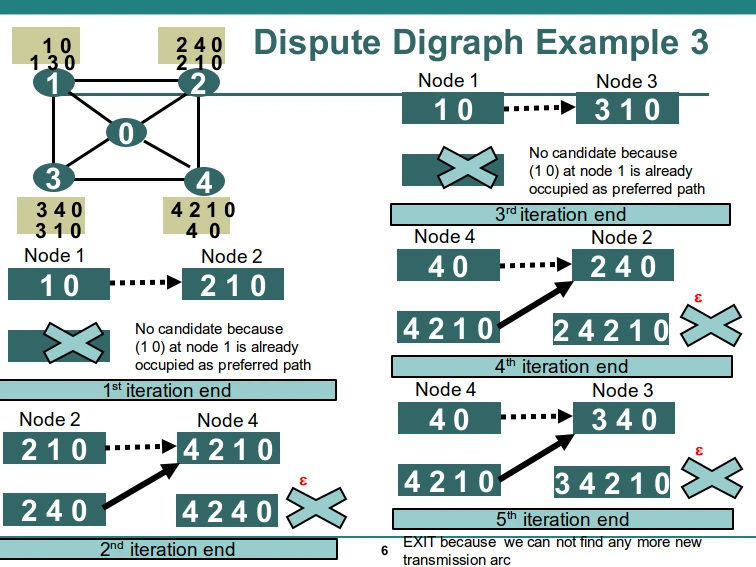 Dispute Digraph Example 3
1 0
1 3 0
2 4 0
2 1 0
1
2
0
3
4
3 4 0
3 1 0
4 2 1 0
4 0
Node 1
Node 2
1 0
2 1 0
No candidate because
(1 0) at node 1 is already
occupied as preferred path
1st iteration end
Node 2
Node 4
2 1 0
4 2 1 0
2 4 0
4 2 4 0
ε
2nd iteration end
Node 1
Node 3
1 0
3 1 0
No candidate because
(1 0) at node 1 is already
occupied as preferred path
3rd iteration end
Node 4
Node 2
4 0
2 4 0
4 2 1 0
2 4 2 1 0
ε
4th iteration end
Node 4
Node 3
4 0
3 4 0
4 2 1 0
3 4 2 1 0
ε
5th iteration end
6
EXIT because we can not find any more new
transmission arc